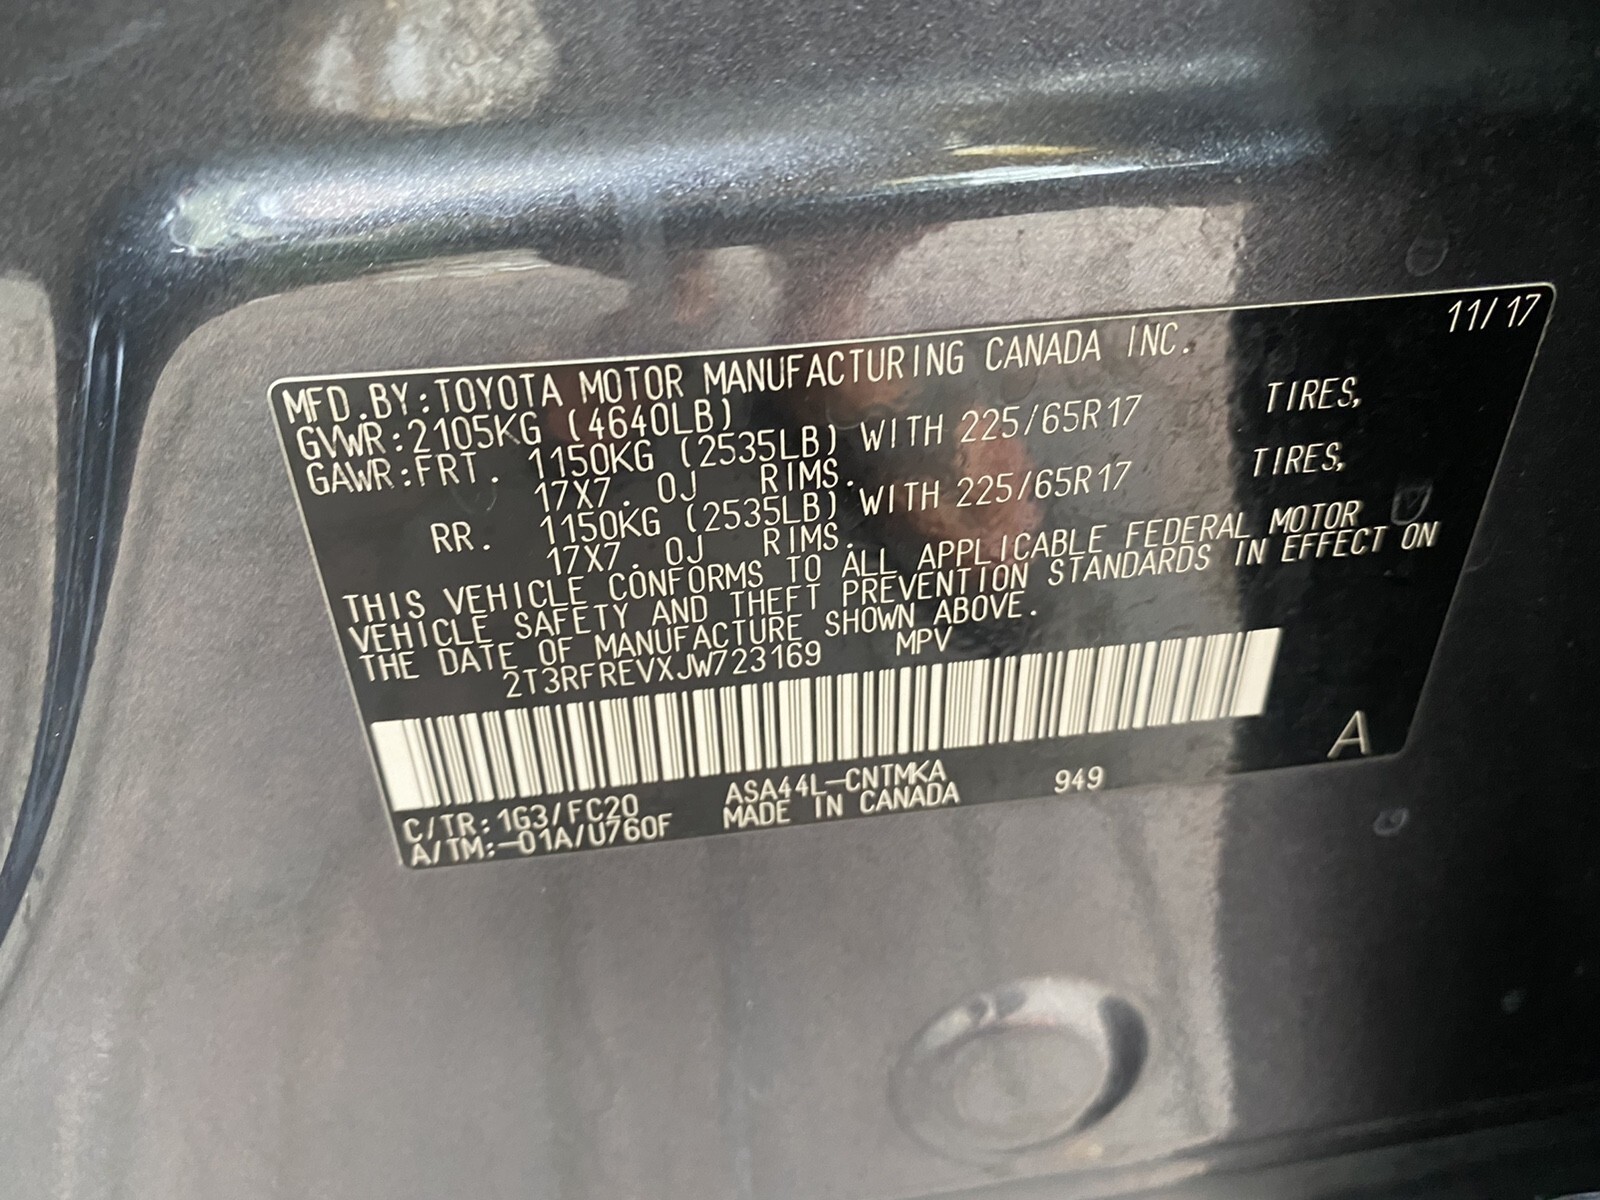 11/17
MFD.BY:TOYOTA MOTOR MANUFACTURING CANADA INC.
GVWR:2105KG (4640LB)
GAWR:FRT. 1150KG (2535LB) WITH 225/65R17 TIRES,
17X7.0J RIMS.
RR. 1150KG (2535LB) WITH 225/65R17 TIRES,
17X7.0J RIMS.
THIS VEHICLE CONFORMS TO ALL APPLICABLE FEDERAL MOTOR
VEHICLE SAFETY AND THEFT PREVENTION STANDARDS IN EFFECT ON
THE DATE OF MANUFACTURE SHOWN ABOVE.
2T3RFREVXJW723169 MPV
A
C/TR:1G3/FC20 ASA44L-CNTMKA 949
A/TM:-01A/U760F MADE IN CANADA